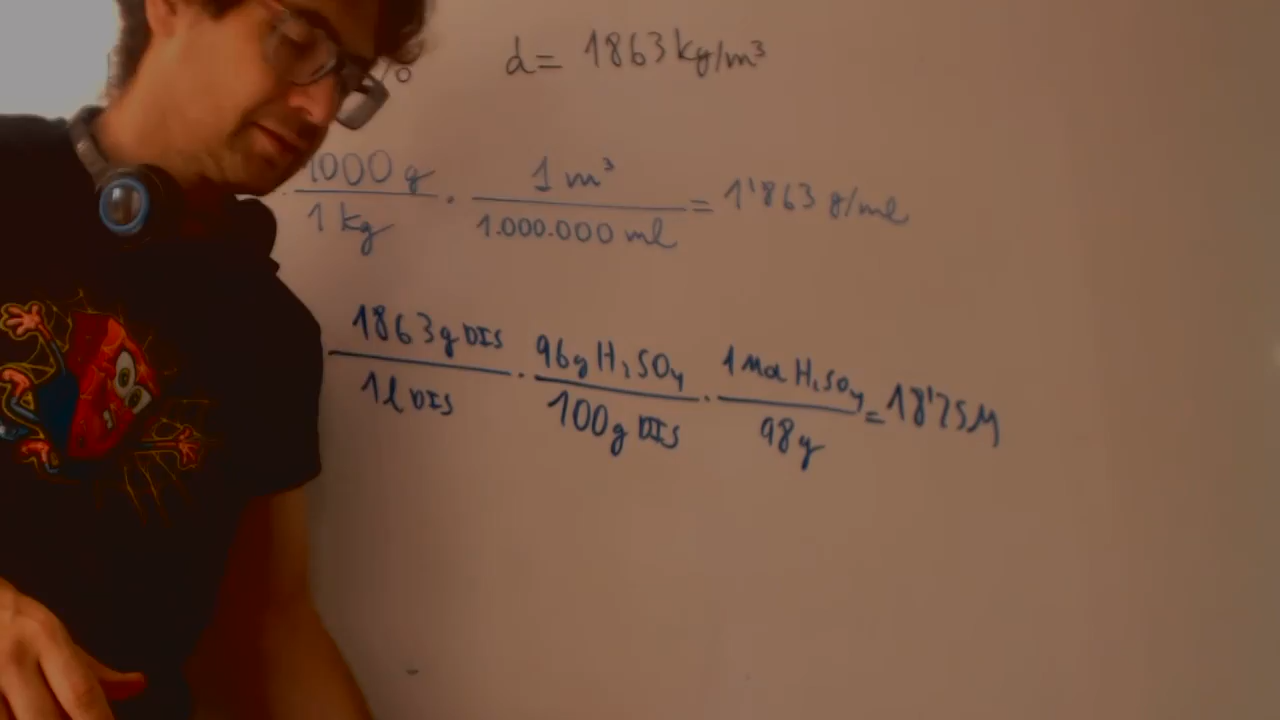 %
d = 1863 kg/m³
1000 g / 1 kg · 1 m³ / 1.000.000 ml = 1'863 g/ml
1863 g DIS / 1 l DIS · 96 g H₂SO₄ / 100 g DIS · 1 mol H₂SO₄ / 98 g = 18'25 M